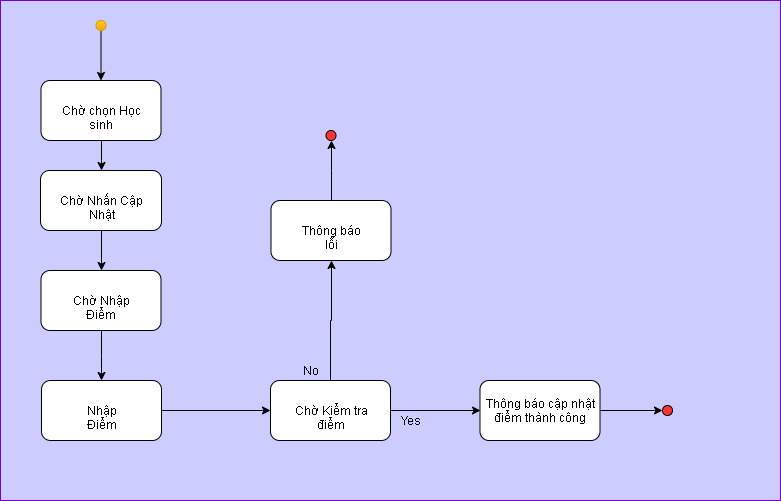 Chờ chọn Học
sinh
Chờ Nhấn Cập
Nhật
Chờ Nhập
Điểm
Nhập
Điểm
Thông báo
lỗi
No
Chờ Kiểm tra
điểm
Yes
Thông báo cập nhật
điểm thánh công